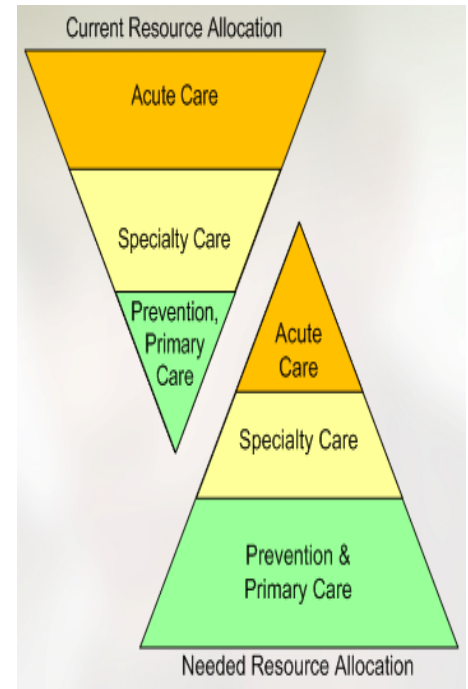 Current Resource Allocation
Acute Care
Specialty Care
Prevention,
Primary
Care
Acute
Care
Specialty Care
Prevention &
Primary Care
Needed Resource Allocation